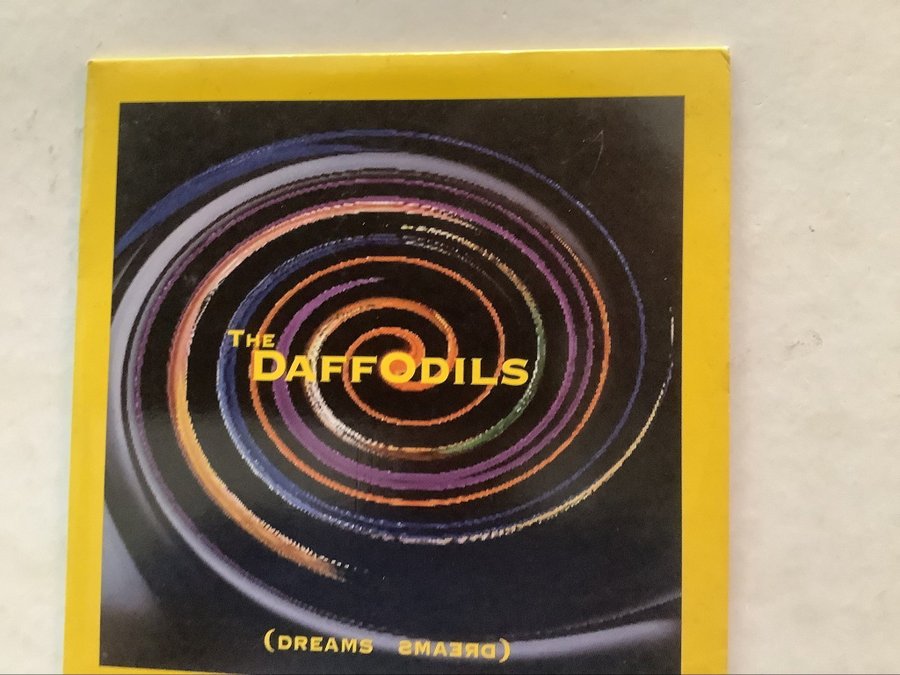 THE
DAFFODILS
(DREAMS SMAERD)